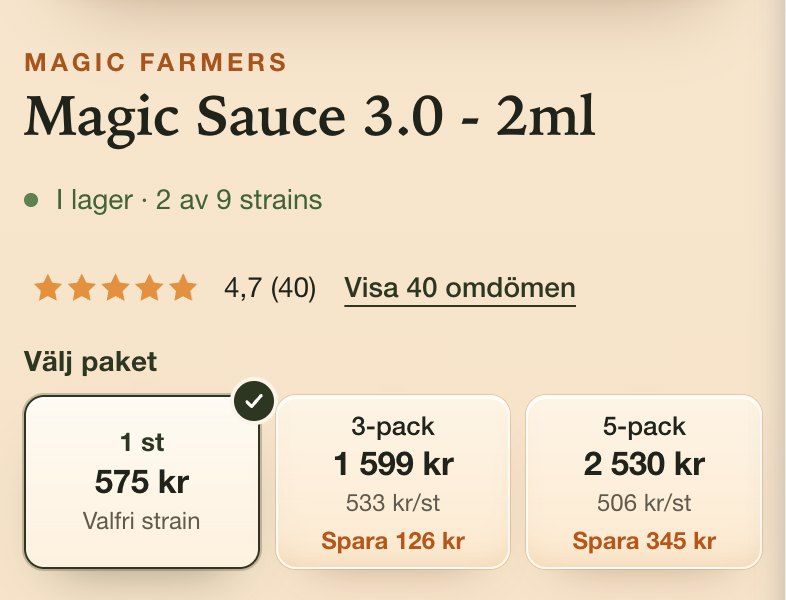 MAGIC FARMERS
Magic Sauce 3.0 - 2ml
I lager · 2 av 9 strains
4,7 (40) Visa 40 omdömen
Välj paket
1 st
575 kr
Valfri strain
3-pack
1 599 kr
533 kr/st
Spara 126 kr
5-pack
2 530 kr
506 kr/st
Spara 345 kr